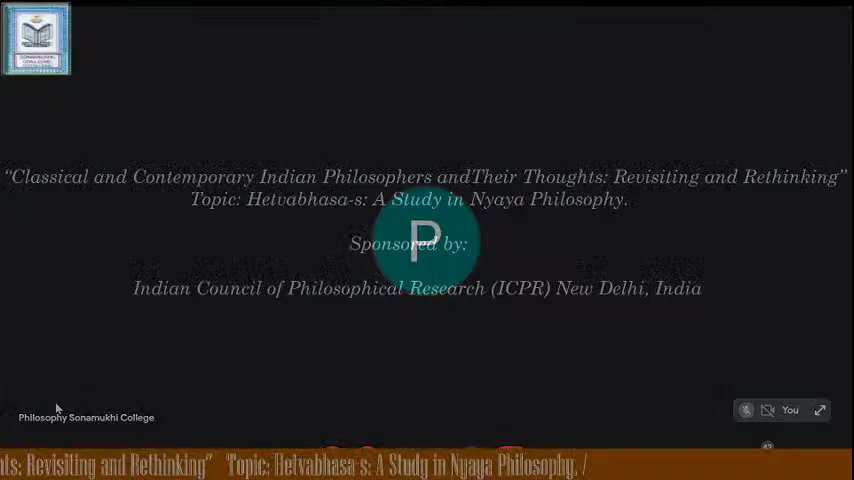 “Classical and Contemporary Indian Philosophers andTheir Thoughts: Revisiting and Rethinking”
Topic: Hetvabhasa-s: A Study in Nyaya Philosophy.
P
Sponsored by:
Indian Council of Philosophical Research (ICPR) New Delhi, India
You
Philosophy Sonamukhi College
nts: Revisiting and Rethinking” Topic: Hetvabhasa-s: A Study in Nyaya Philosophy. /